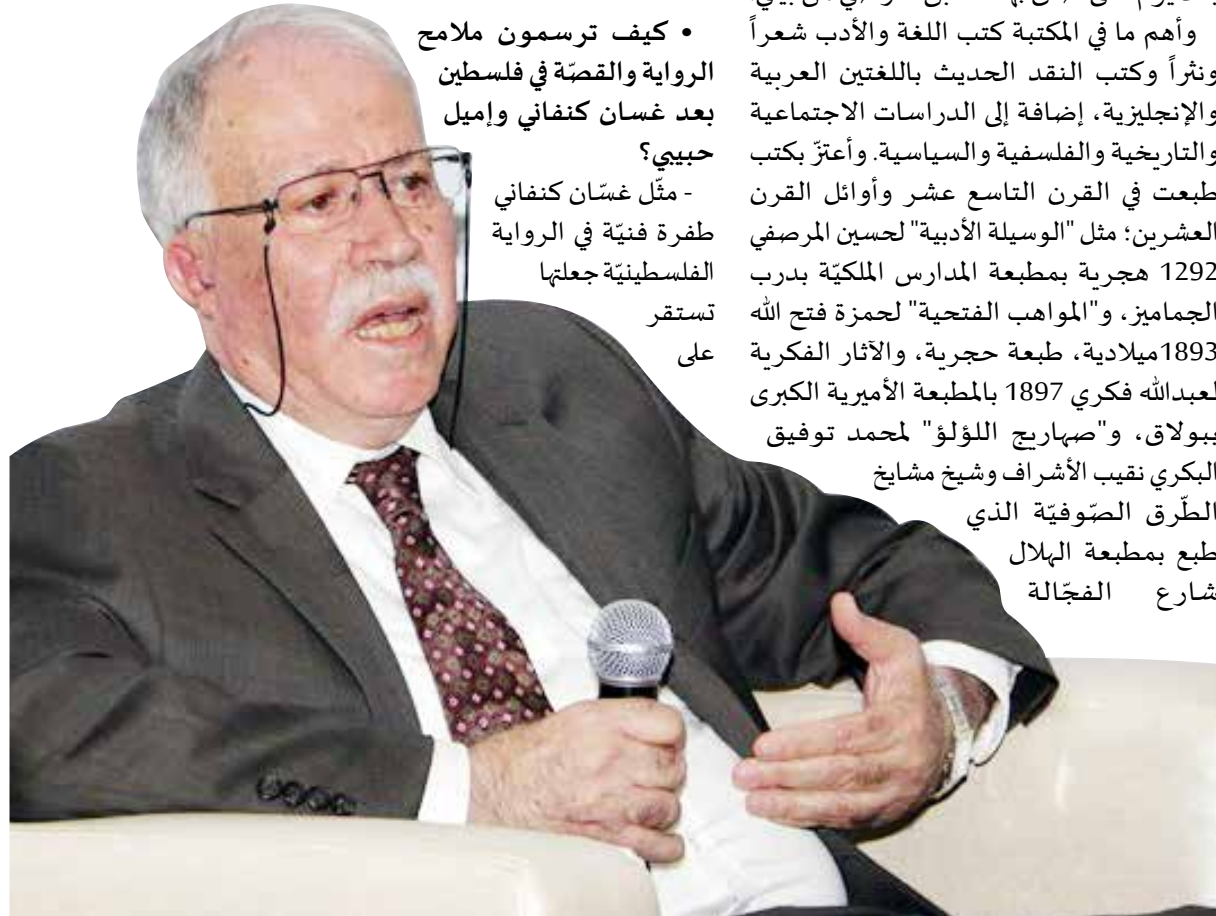 وأهم ما في المكتبة كتب اللغة والأدب شعراً
ونثراً وكتب النقد الحديث باللغتين العربية
والإنجليزية، إضافة إلى الدراسات الاجتماعية
والتاريخية والفلسفية والسياسية. وأعتزّ بكتب
طبعت في القرن التاسع عشر وأوائل القرن
العشرين؛ مثل "الوسيلة الأدبية" لحسين المرصفي
1292 هجرية بمطبعة المدارس الملكيّة بدرب
الجماميز، و"المواهب الفتحية" لحمزة فتح الله
1893ميلادية، طبعة حجرية، والآثار الفكرية
لعبدالله فكري 1897 بالمطبعة الأميرية الكبرى
ببولاق، و"صهاريج اللؤلؤ" لمحمد توفيق
البكري نقيب الأشراف وشيخ مشايخ
الطّرق الصّوفيّة الذي
طبع بمطبعة الهلال
شارع الفجّالة
• كيف ترسمون ملامح
الرواية والقصّة في فلسطين
بعد غسان كنفاني وإميل
حبيبي؟
- مثّل غسّان كنفاني
طفرة فنيّة في الرواية
الفلسطينيّة جعلتها
تستقر
على